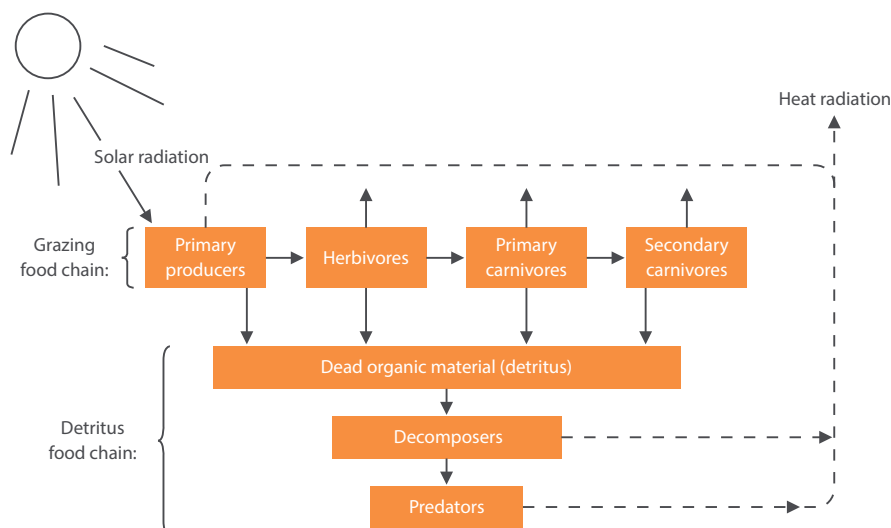 Heat radiation
Solar radiation
Grazing
food chain:
Primary
producers
Herbivores
Primary
carnivores
Secondary
carnivores
Dead organic material (detritus)
Detritus
food chain:
Decomposers
Predators